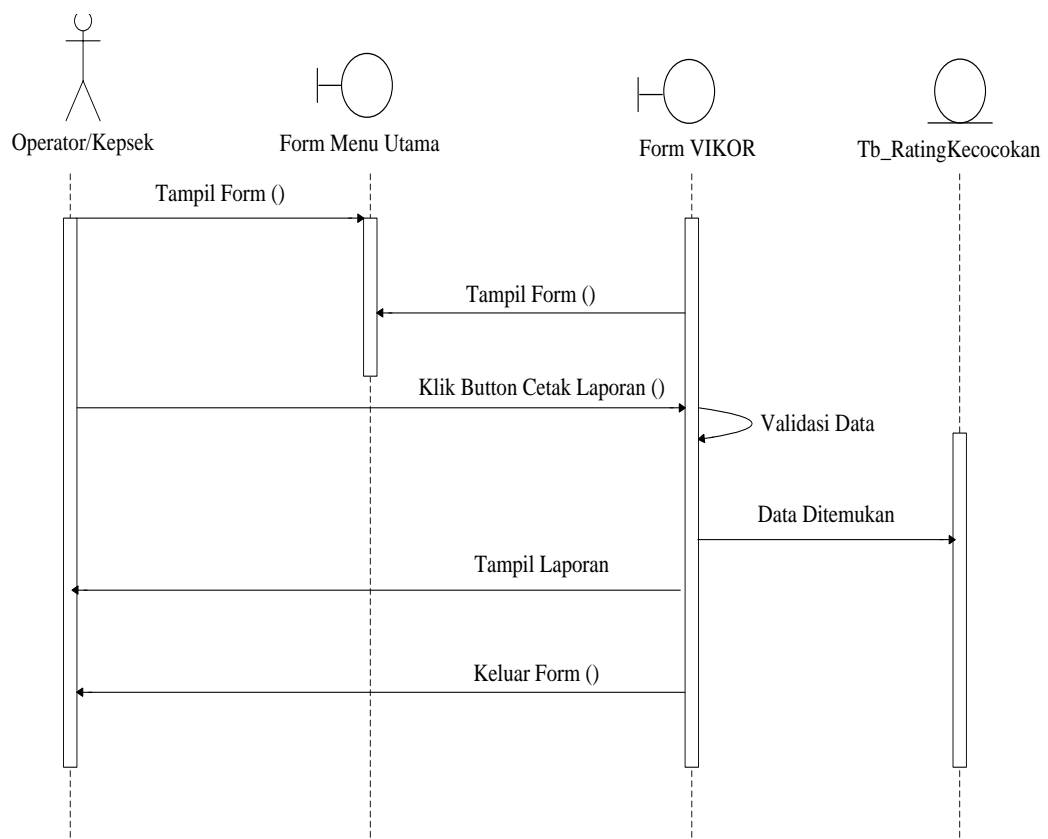 Operator/Kepsek
Form Menu Utama
Form VIKOR
Tb_RatingKecocokan
Tampil Form ()
Tampil Form ()
Klik Button Cetak Laporan ()
Validasi Data
Data Ditemukan
Tampil Laporan
Keluar Form ()